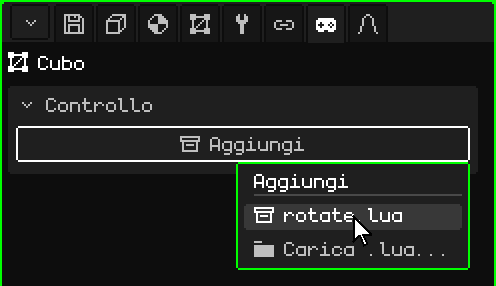 Cubo
Controllo
Aggiungi
Aggiungi
rotate.lua
Carica .lua...